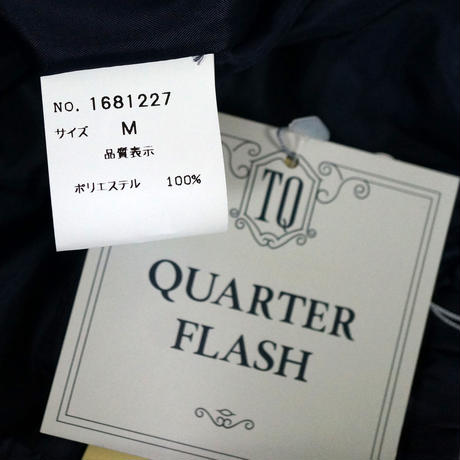 NO. 1681227
サイズ M
品質表示
ポリエステル 100%
TQ
QUARTER
FLASH